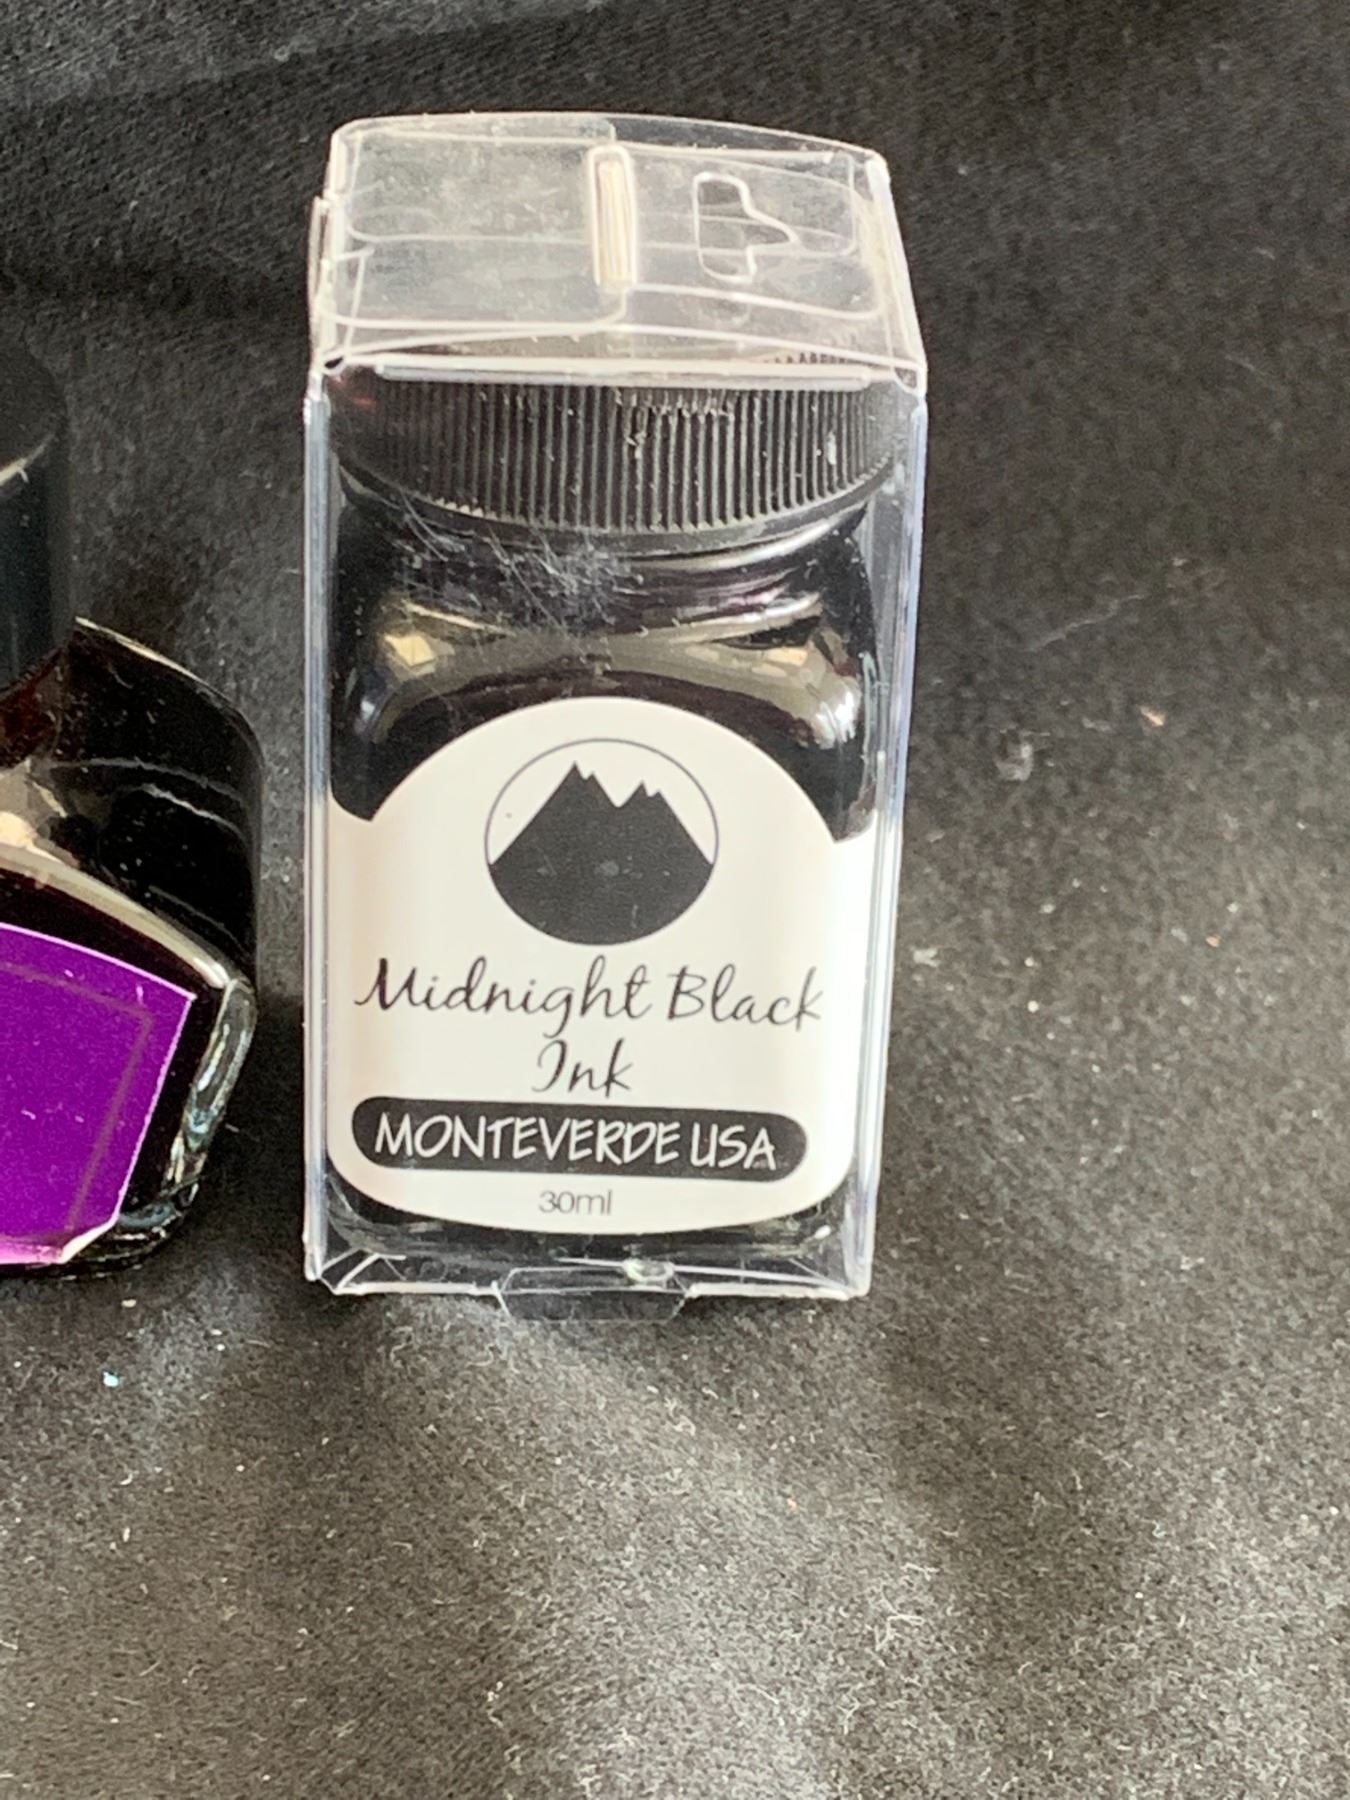 Midnight Black
Ink
MONTEVERDE USA
30ml